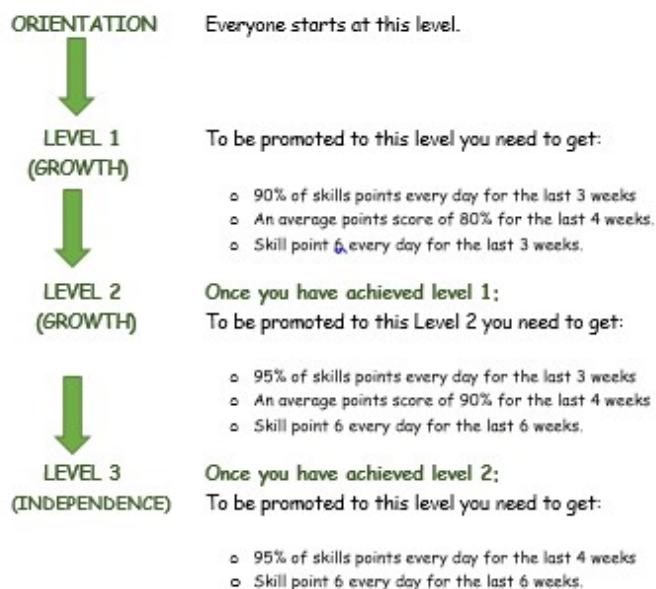 ORIENTATION Everyone starts at this level.
LEVEL 1 To be promoted to this level you need to get:
(GROWTH)
o 90% of skills points every day for the last 3 weeks
o An average points score of 80% for the last 4 weeks.
o Skill point 6 every day for the last 3 weeks.
LEVEL 2 Once you have achieved level 1;
(GROWTH) To be promoted to this Level 2 you need to get:
o 95% of skills points every day for the last 3 weeks
o An average points score of 90% for the last 4 weeks
o Skill point 6 every day for the last 6 weeks.
LEVEL 3 Once you have achieved level 2;
(INDEPENDENCE) To be promoted to this level you need to get:
o 95% of skills points every day for the last 4 weeks
o Skill point 6 every day for the last 6 weeks.